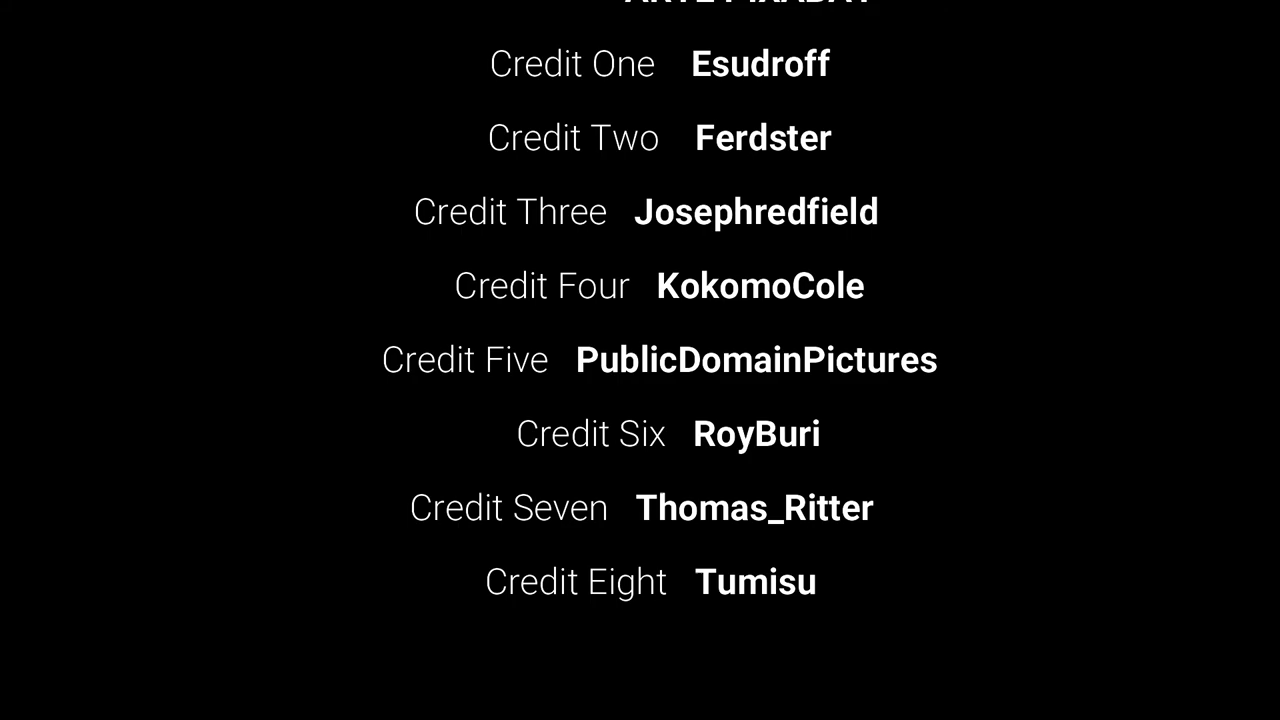 Credit One Esudroff
Credit Two Ferdster
Credit Three Josephredfield
Credit Four KokomoCole
Credit Five PublicDomainPictures
Credit Six RoyBuri
Credit Seven Thomas_Ritter
Credit Eight Tumisu